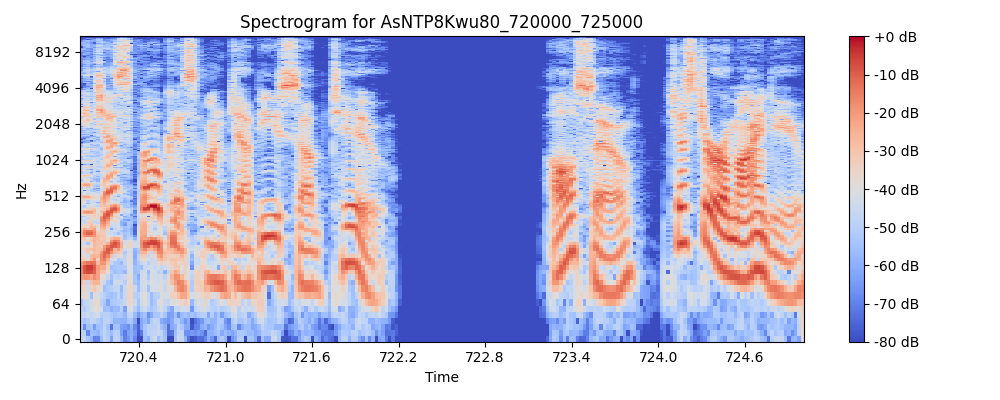 Spectrogram for AsNTP8Kwu80_720000_725000
Hz
8192
4096
2048
1024
512
256
128
64
0
720.4 721.0 721.6 722.2 722.8 723.4 724.0 724.6
Time
+0 dB
-10 dB
-20 dB
-30 dB
-40 dB
-50 dB
-60 dB
-70 dB
-80 dB